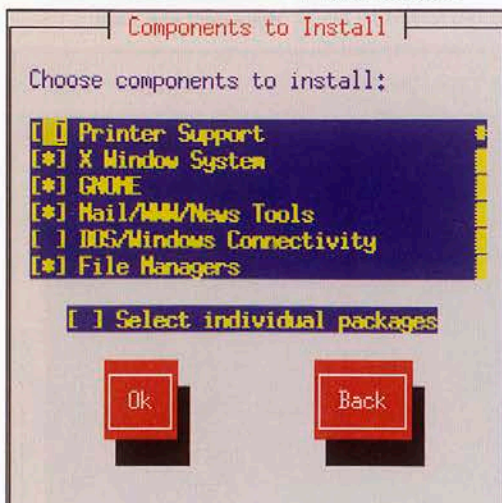 Components to Install
Choose components to install:
[ ] Printer Support
[*] X Window System
[*] GNOME
[*] Mail/WWW/News Tools
[ ] DOS/Windows Connectivity
[*] File Managers
[ ] Select individual packages
Ok
Back